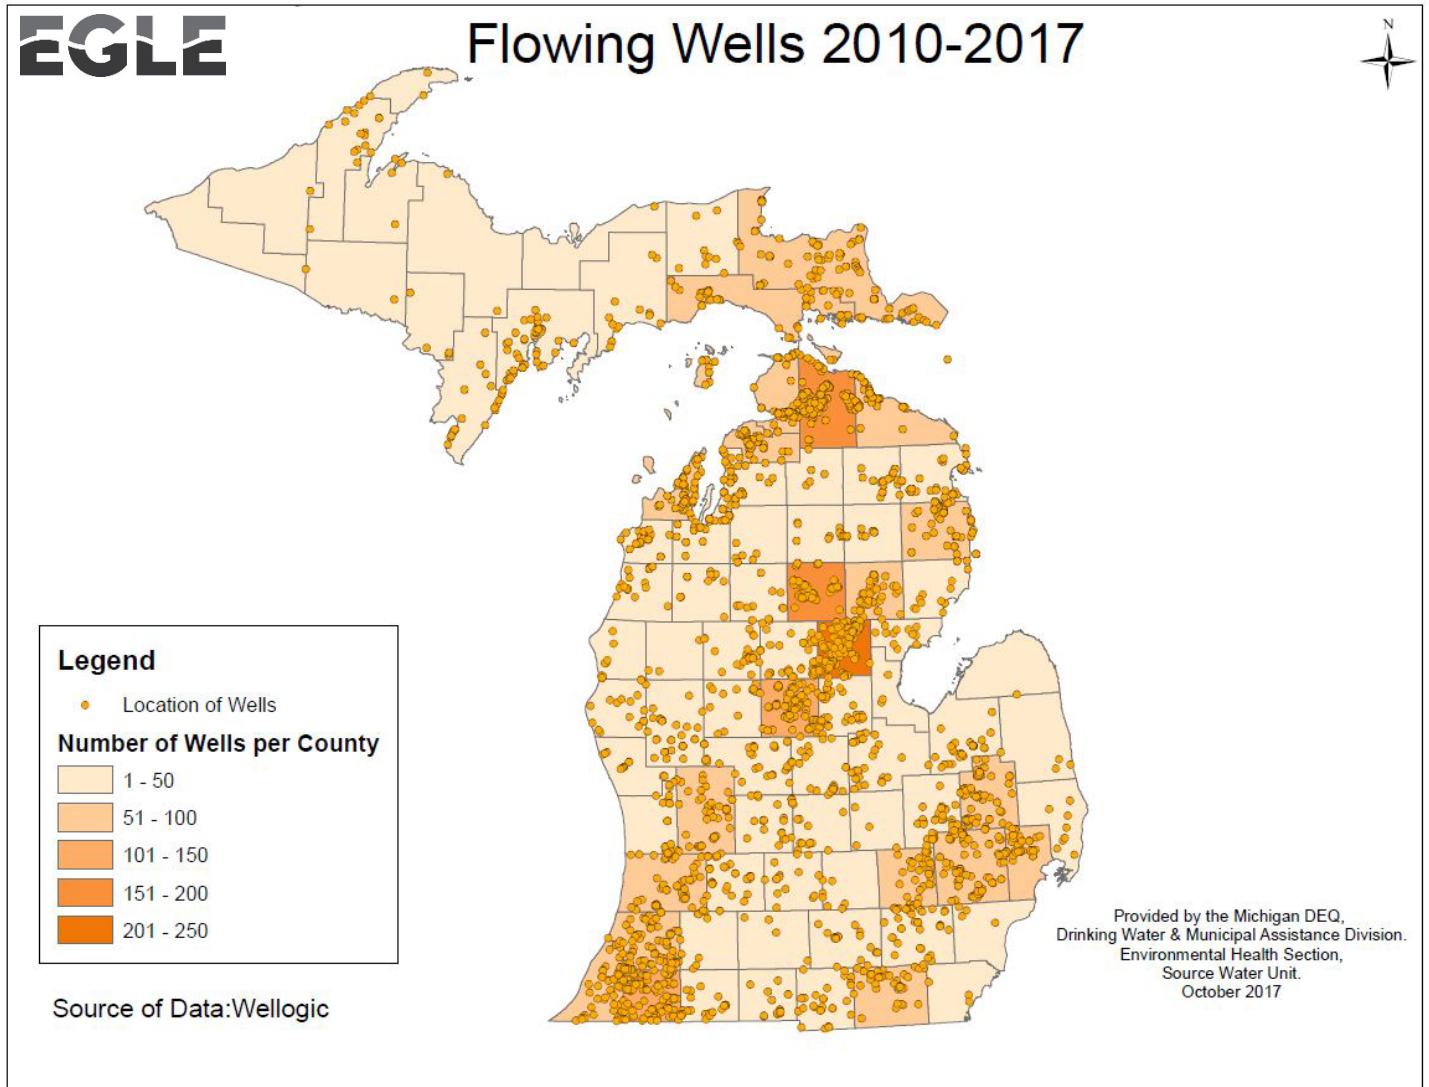 EGLE
Flowing Wells 2010-2017
N
Legend
Location of Wells
Number of Wells per County
1 - 50
51 - 100
101 - 150
151 - 200
201 - 250
Source of Data:Wellogic
Provided by the Michigan DEQ,
Drinking Water & Municipal Assistance Division.
Environmental Health Section,
Source Water Unit.
October 2017